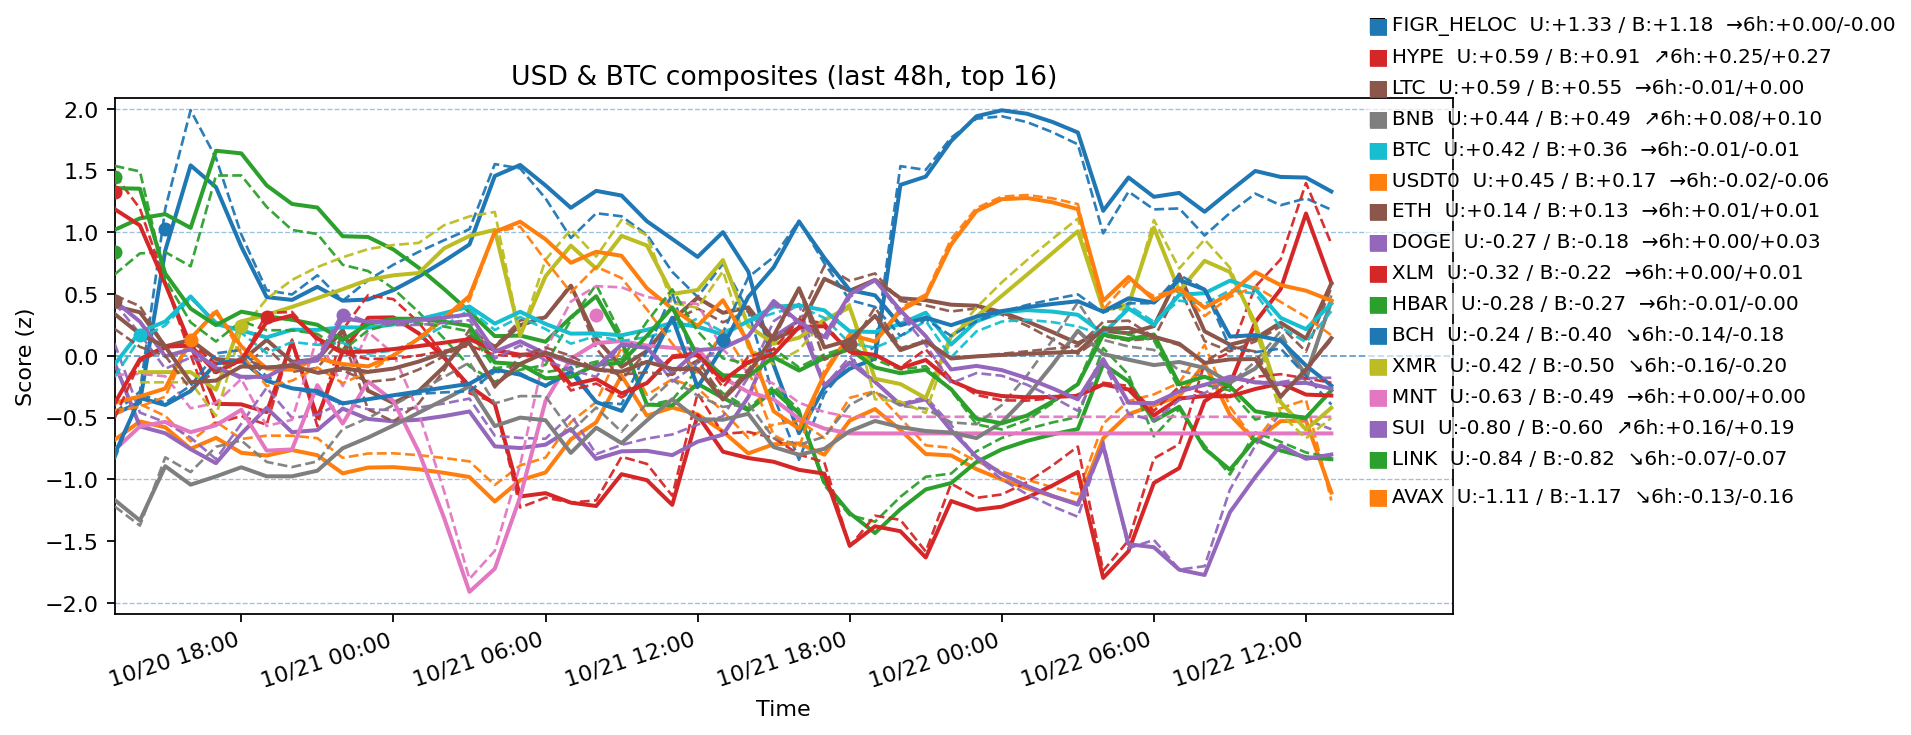 USD & BTC composites (last 48h, top 16)
FIGR_HELOC U:+1.33 / B:+1.18 →6h:+0.00/-0.00
HYPE U:+0.59 / B:+0.91 ↗6h:+0.25/+0.27
LTC U:+0.59 / B:+0.55 →6h:-0.01/+0.00
BNB U:+0.44 / B:+0.49 ↗6h:+0.08/+0.10
BTC U:+0.42 / B:+0.36 →6h:-0.01/-0.01
USDT0 U:+0.45 / B:+0.17 →6h:-0.02/-0.06
ETH U:+0.14 / B:+0.13 →6h:+0.01/+0.01
DOGE U:-0.27 / B:-0.18 →6h:+0.00/+0.03
XLM U:-0.32 / B:-0.22 →6h:+0.00/+0.01
HBAR U:-0.28 / B:-0.27 →6h:-0.01/-0.00
BCH U:-0.24 / B:-0.40 ↘6h:-0.14/-0.18
XMR U:-0.42 / B:-0.50 ↘6h:-0.16/-0.20
MNT U:-0.63 / B:-0.49 →6h:+0.00/+0.00
SUI U:-0.80 / B:-0.60 ↗6h:+0.16/+0.19
LINK U:-0.84 / B:-0.82 ↘6h:-0.07/-0.07
AVAX U:-1.11 / B:-1.17 ↘6h:-0.13/-0.16
Score (z)
2.0
1.5
1.0
0.5
0.0
−0.5
−1.0
−1.5
−2.0
10/20 18:00
10/21 00:00
10/21 06:00
10/21 12:00
10/21 18:00
10/22 00:00
10/22 06:00
10/22 12:00
Time